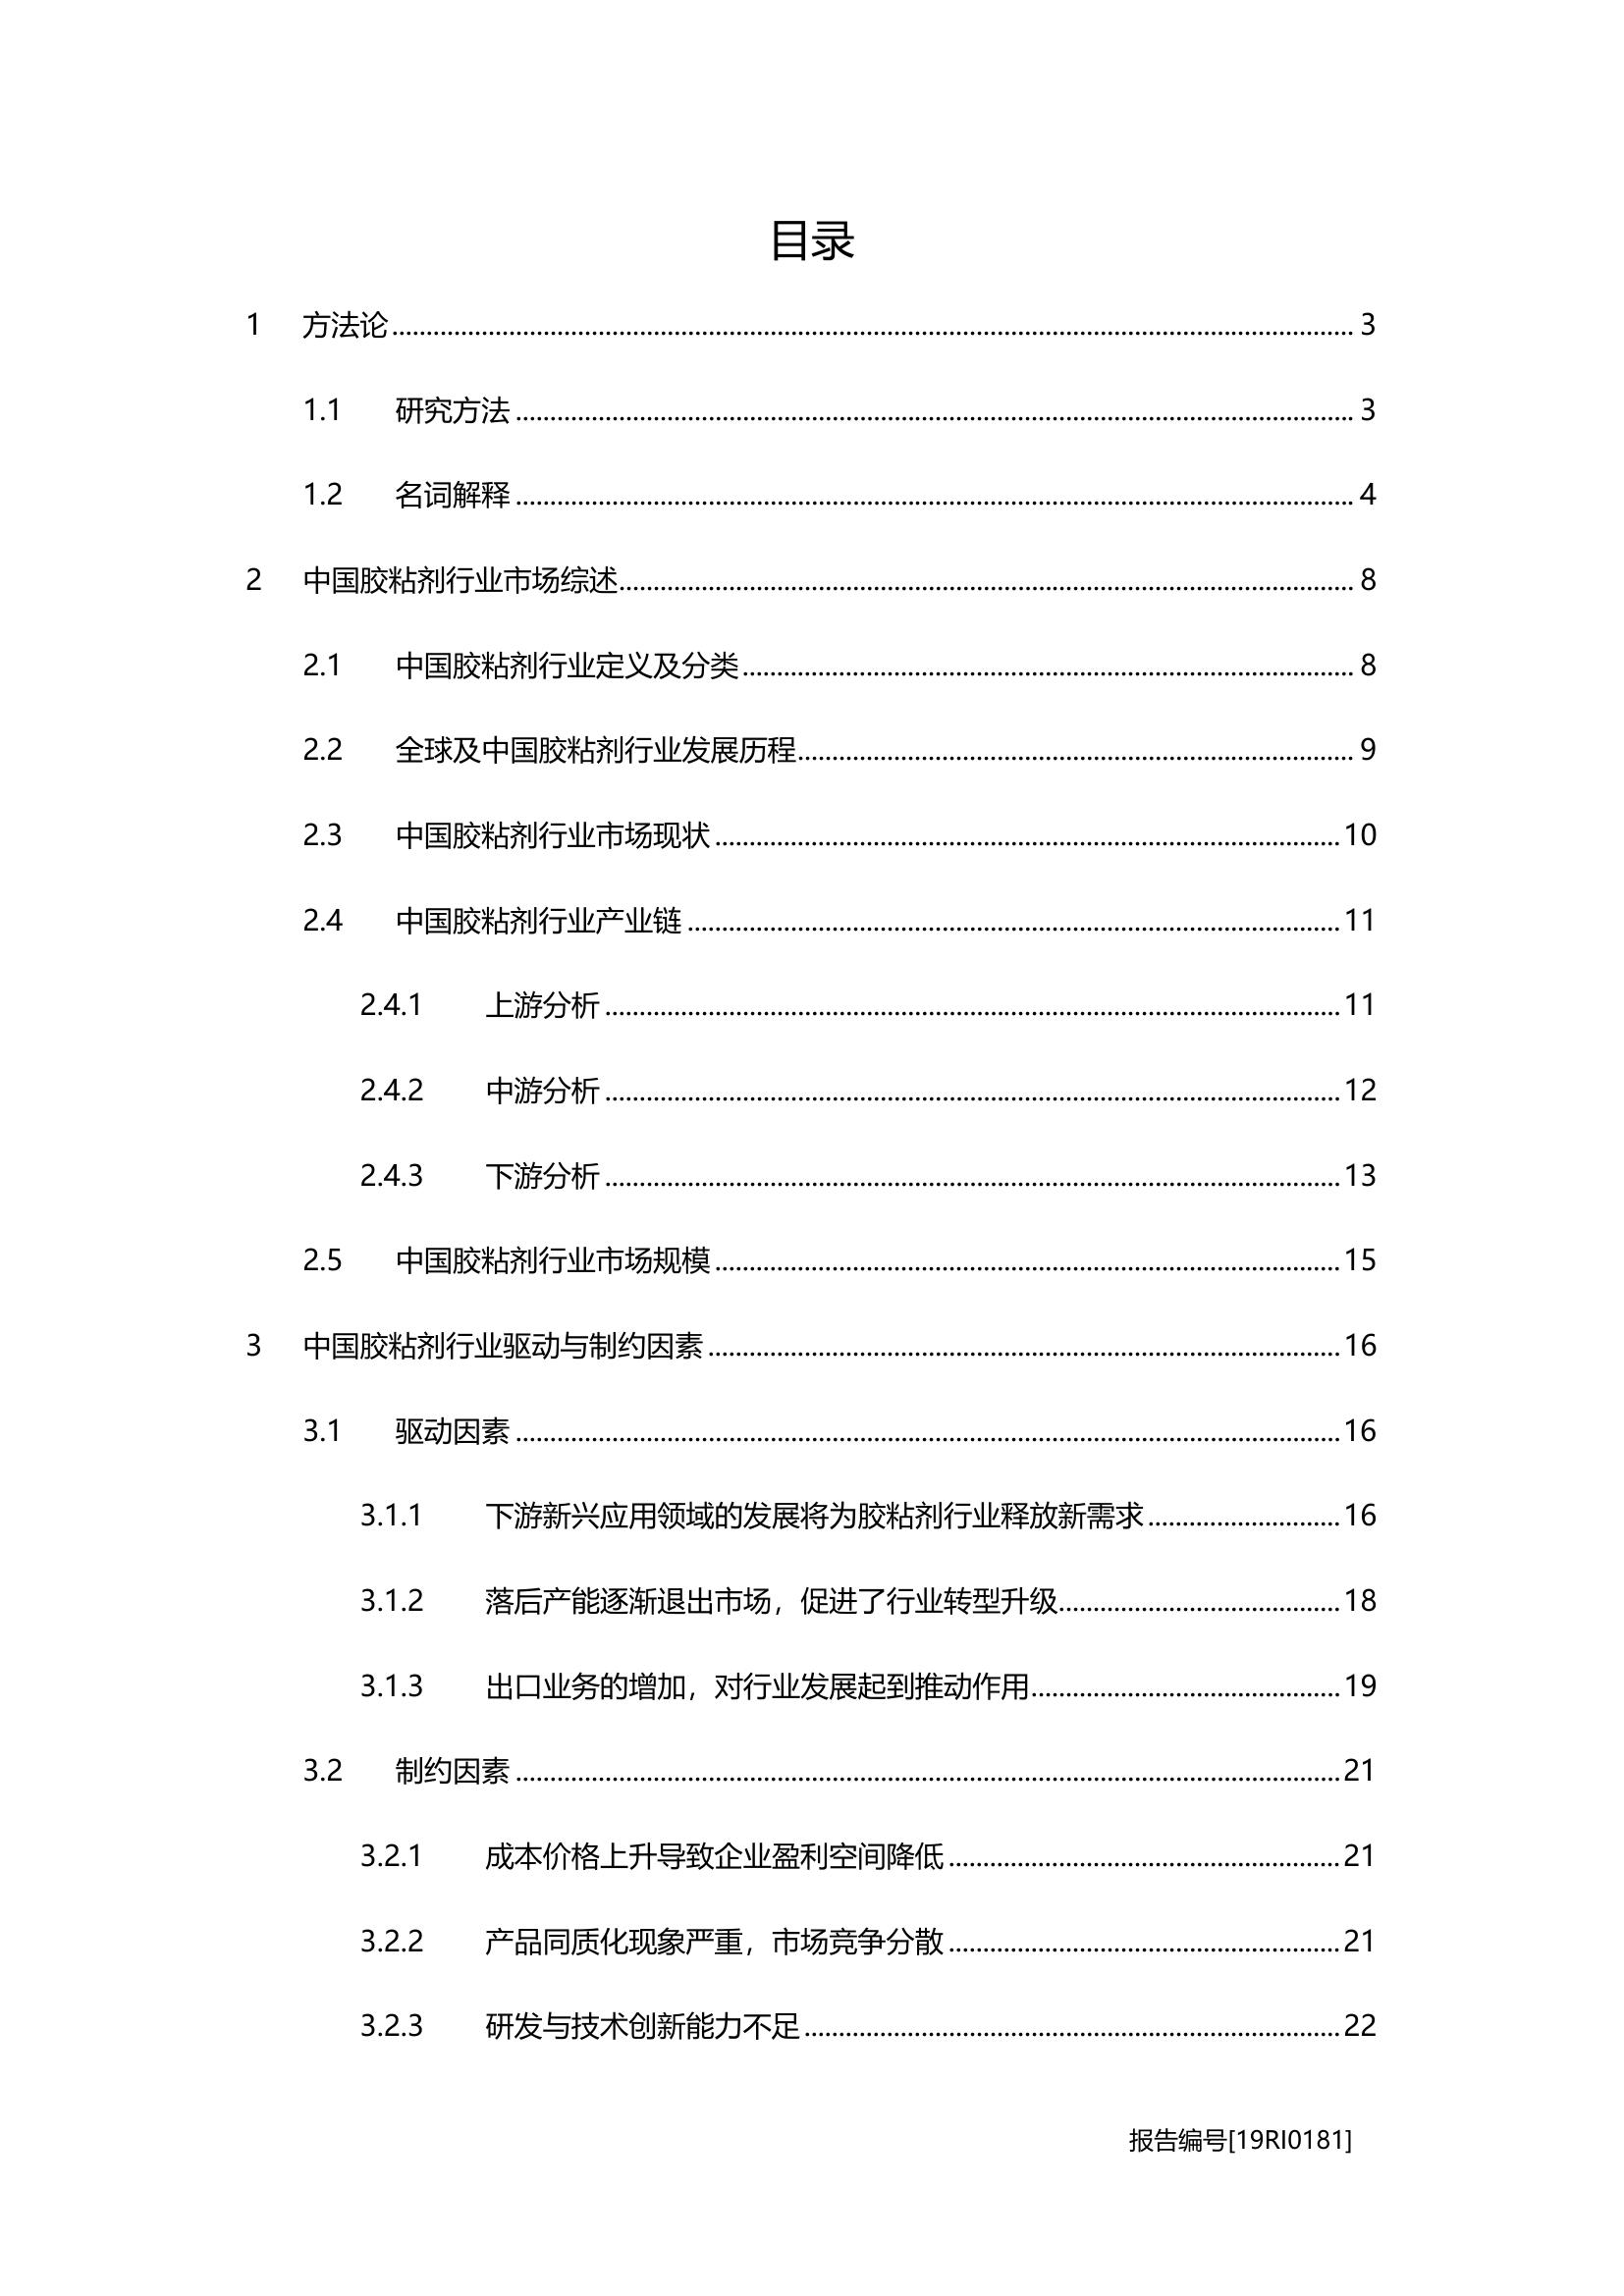 目录
1 方法论 3
1.1 研究方法 3
1.2 名词解释 4
2 中国胶粘剂行业市场综述 8
2.1 中国胶粘剂行业定义及分类 8
2.2 全球及中国胶粘剂行业发展历程 9
2.3 中国胶粘剂行业市场现状 10
2.4 中国胶粘剂行业产业链 11
2.4.1 上游分析 11
2.4.2 中游分析 12
2.4.3 下游分析 13
2.5 中国胶粘剂行业市场规模 15
3 中国胶粘剂行业驱动与制约因素 16
3.1 驱动因素 16
3.1.1 下游新兴应用领域的发展将为胶粘剂行业释放新需求 16
3.1.2 落后产能逐渐退出市场，促进了行业转型升级 18
3.1.3 出口业务的增加，对行业发展起到推动作用 19
3.2 制约因素 21
3.2.1 成本价格上升导致企业盈利空间降低 21
3.2.2 产品同质化现象严重，市场竞争分散 21
3.2.3 研发与技术创新能力不足 22
报告编号[19RI0181]